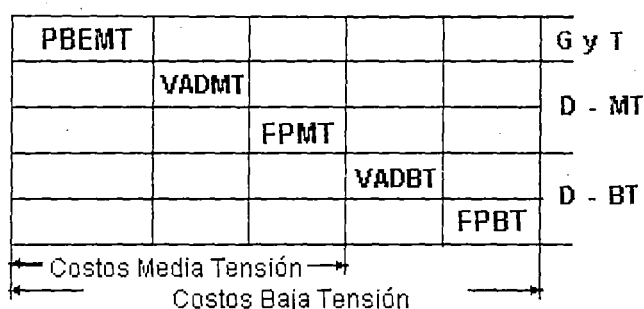 PBEMT
G y T
VADMT
D - MT
FPMT
VADBT
D - BT
FPBT
Costos Media Tensión
Costos Baja Tensión